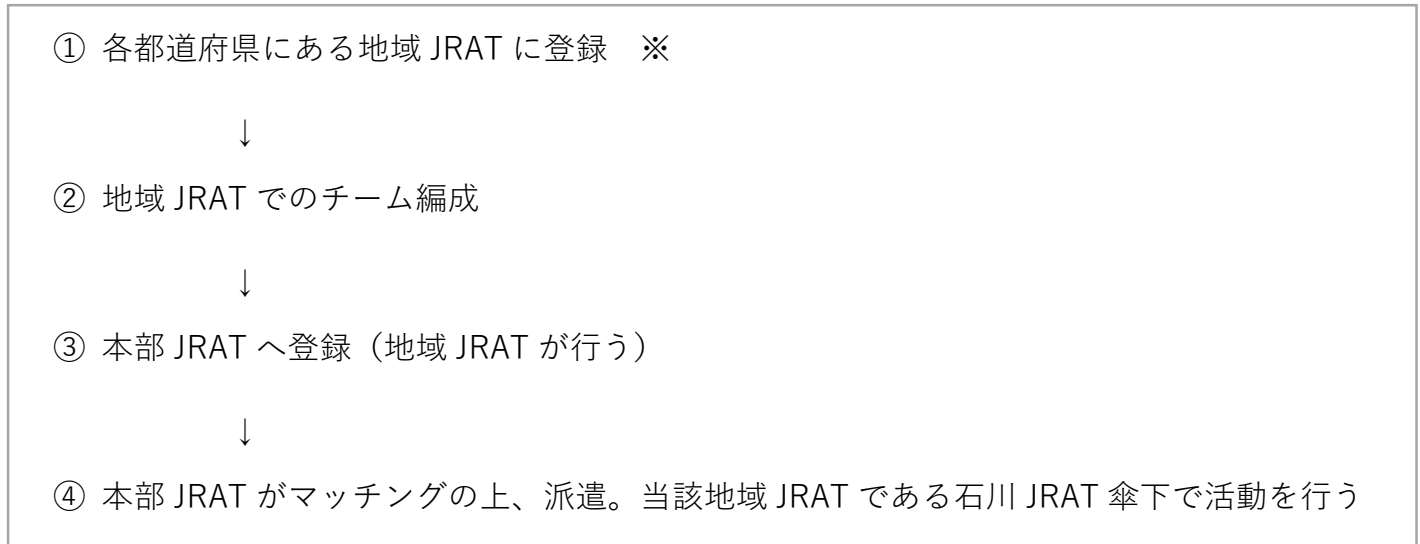 ① 各都道府県にある地域 JRAT に登録　※
↓
② 地域 JRAT でのチーム編成
↓
③ 本部 JRAT へ登録（地域 JRAT が行う）
↓
④ 本部 JRAT がマッチングの上、派遣。当該地域 JRAT である石川 JRAT 傘下で活動を行う